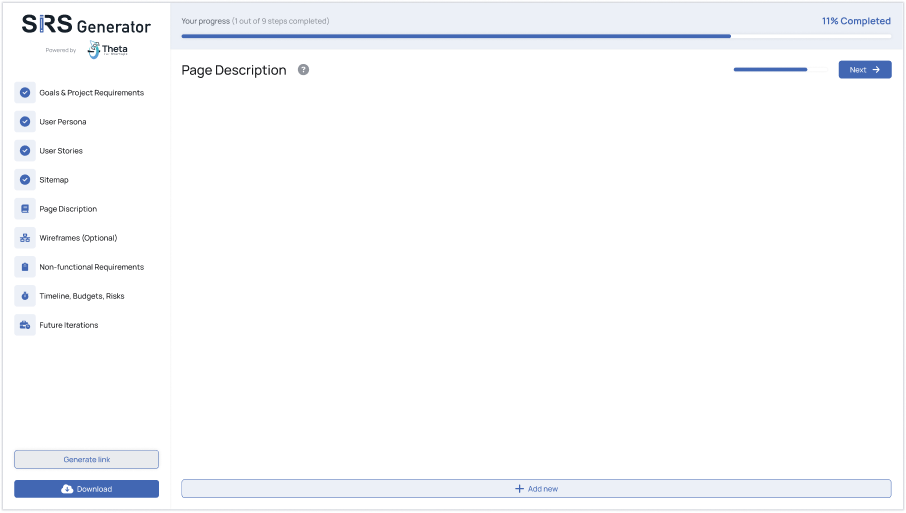 SRS Generator
Powered by Theta
Goals & Project Requirements
User Persona
User Stories
Sitemap
Page Discription
Wireframes (Optional)
Non-functional Requirements
Timeline, Budgets, Risks
Future Iterations
Generate link
Download
Your progress (1 out of 9 steps completed)
11% Completed
Page Description ?
Next
Add new